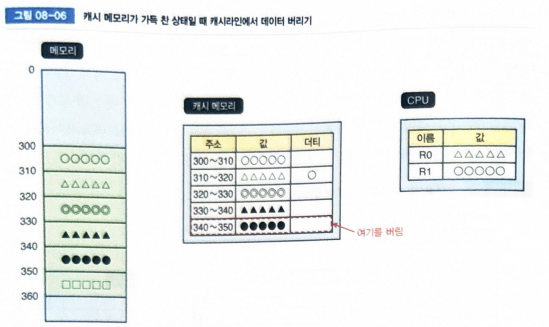 그림 08-06 캐시 메모리가 가득 찬 상태일 때 캐시라인에서 데이터 버리기
메모리
0
300
○○○○○
310
△△△△△
320
◎◎◎◎◎
330
▲▲▲▲▲
340
●●●●●
350
□□□□□
360
캐시 메모리
주소 값 더티
300~310 ○○○○○
310~320 △△△△△ ○
320~330 ◎◎◎◎◎
330~340 ▲▲▲▲▲
340~350 ●●●●●
여기를 버림
CPU
이름 값
R0 △△△△△
R1 ○○○○○